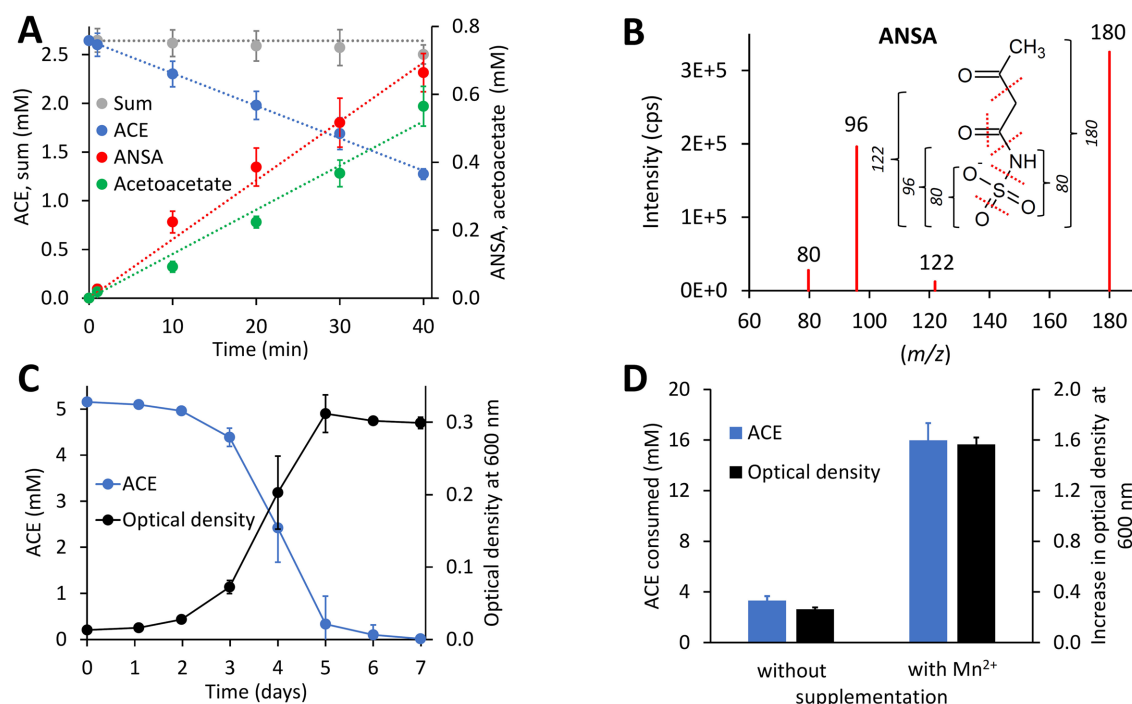 A
ACE, sum (mM)
2.5
2.0
1.5
1.0
0.5
0.0
Sum
ACE
ANSA
Acetoacetate
0.8
0.6
0.4
0.2
0.0
ANSA, acetoacetate (mM)
0 10 20 30 40
Time (min)
B
ANSA
Intensity (cps)
3E+5
2E+5
1E+5
0E+0
180
96
80
122
CH3
O
O
NH
O-
S
O
O
122
96
80
80
180
60 80 100 120 140 160 180
(m/z)
C
ACE (mM)
5
4
3
2
1
0
ACE
Optical density
0.3
0.2
0.1
0.0
Optical density at 600 nm
0 1 2 3 4 5 6 7
Time (days)
D
ACE consumed (mM)
20
16
12
8
4
0
ACE
Optical density
2.0
1.6
1.2
0.8
0.4
0.0
Increase in optical density at
600 nm
without with Mn2+
supplementation